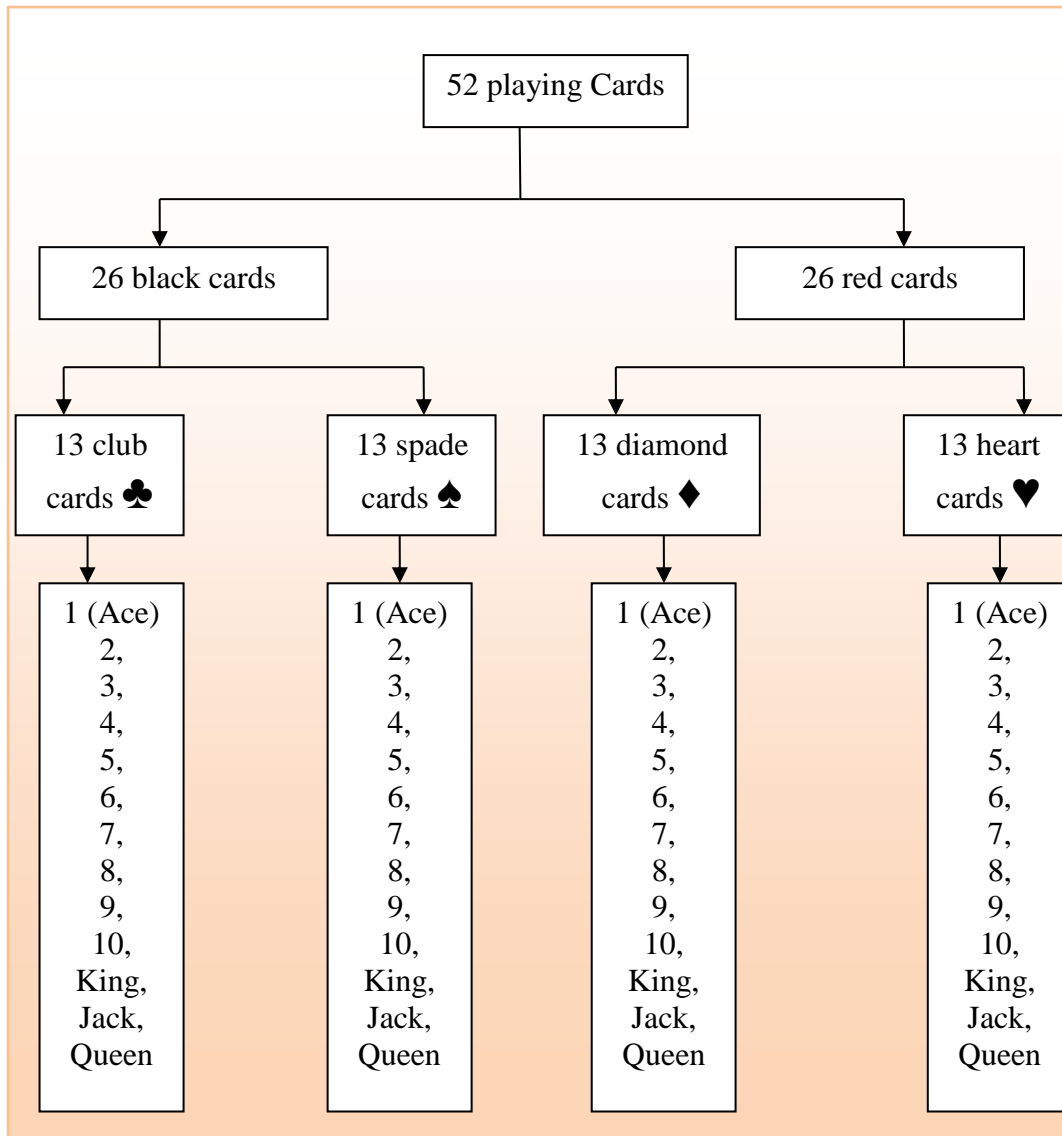 52 playing Cards
26 black cards
26 red cards
13 club
cards ♣
13 spade
cards ♠
13 diamond
cards ♦
13 heart
cards ♥
1 (Ace)
2,
3,
4,
5,
6,
7,
8,
9,
10,
King,
Jack,
Queen
1 (Ace)
2,
3,
4,
5,
6,
7,
8,
9,
10,
King,
Jack,
Queen
1 (Ace)
2,
3,
4,
5,
6,
7,
8,
9,
10,
King,
Jack,
Queen
1 (Ace)
2,
3,
4,
5,
6,
7,
8,
9,
10,
King,
Jack,
Queen